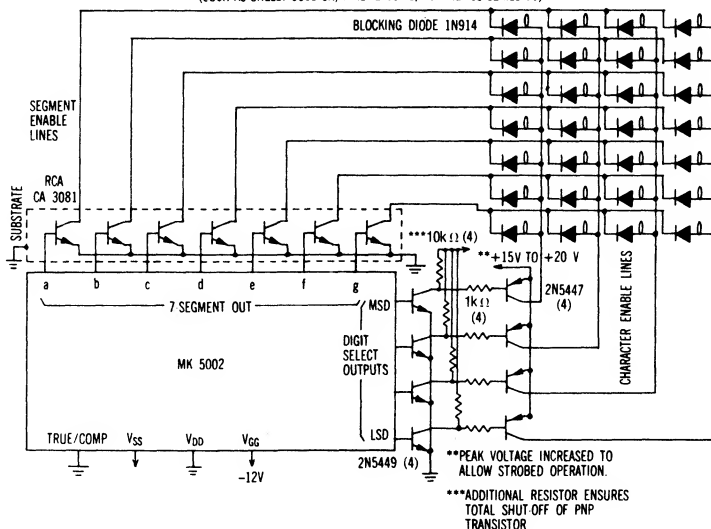 BLOCKING DIODE 1N914
SEGMENT
ENABLE
LINES
RCA
CA 3081
SUBSTRATE
***10kΩ (4)
**+15V TO +20 V
a b c d e f g
7 SEGMENT OUT
MSD
1kΩ
(4)
2N5447
(4)
CHARACTER ENABLE LINES
DIGIT
SELECT
OUTPUTS
MK 5002
TRUE/COMP VSS VDD VGG
LSD
-12V
2N5449 (4)
**PEAK VOLTAGE INCREASED TO
ALLOW STROBED OPERATION.
***ADDITIONAL RESISTOR ENSURES
TOTAL SHUT-OFF OF PNP
TRANSISTOR